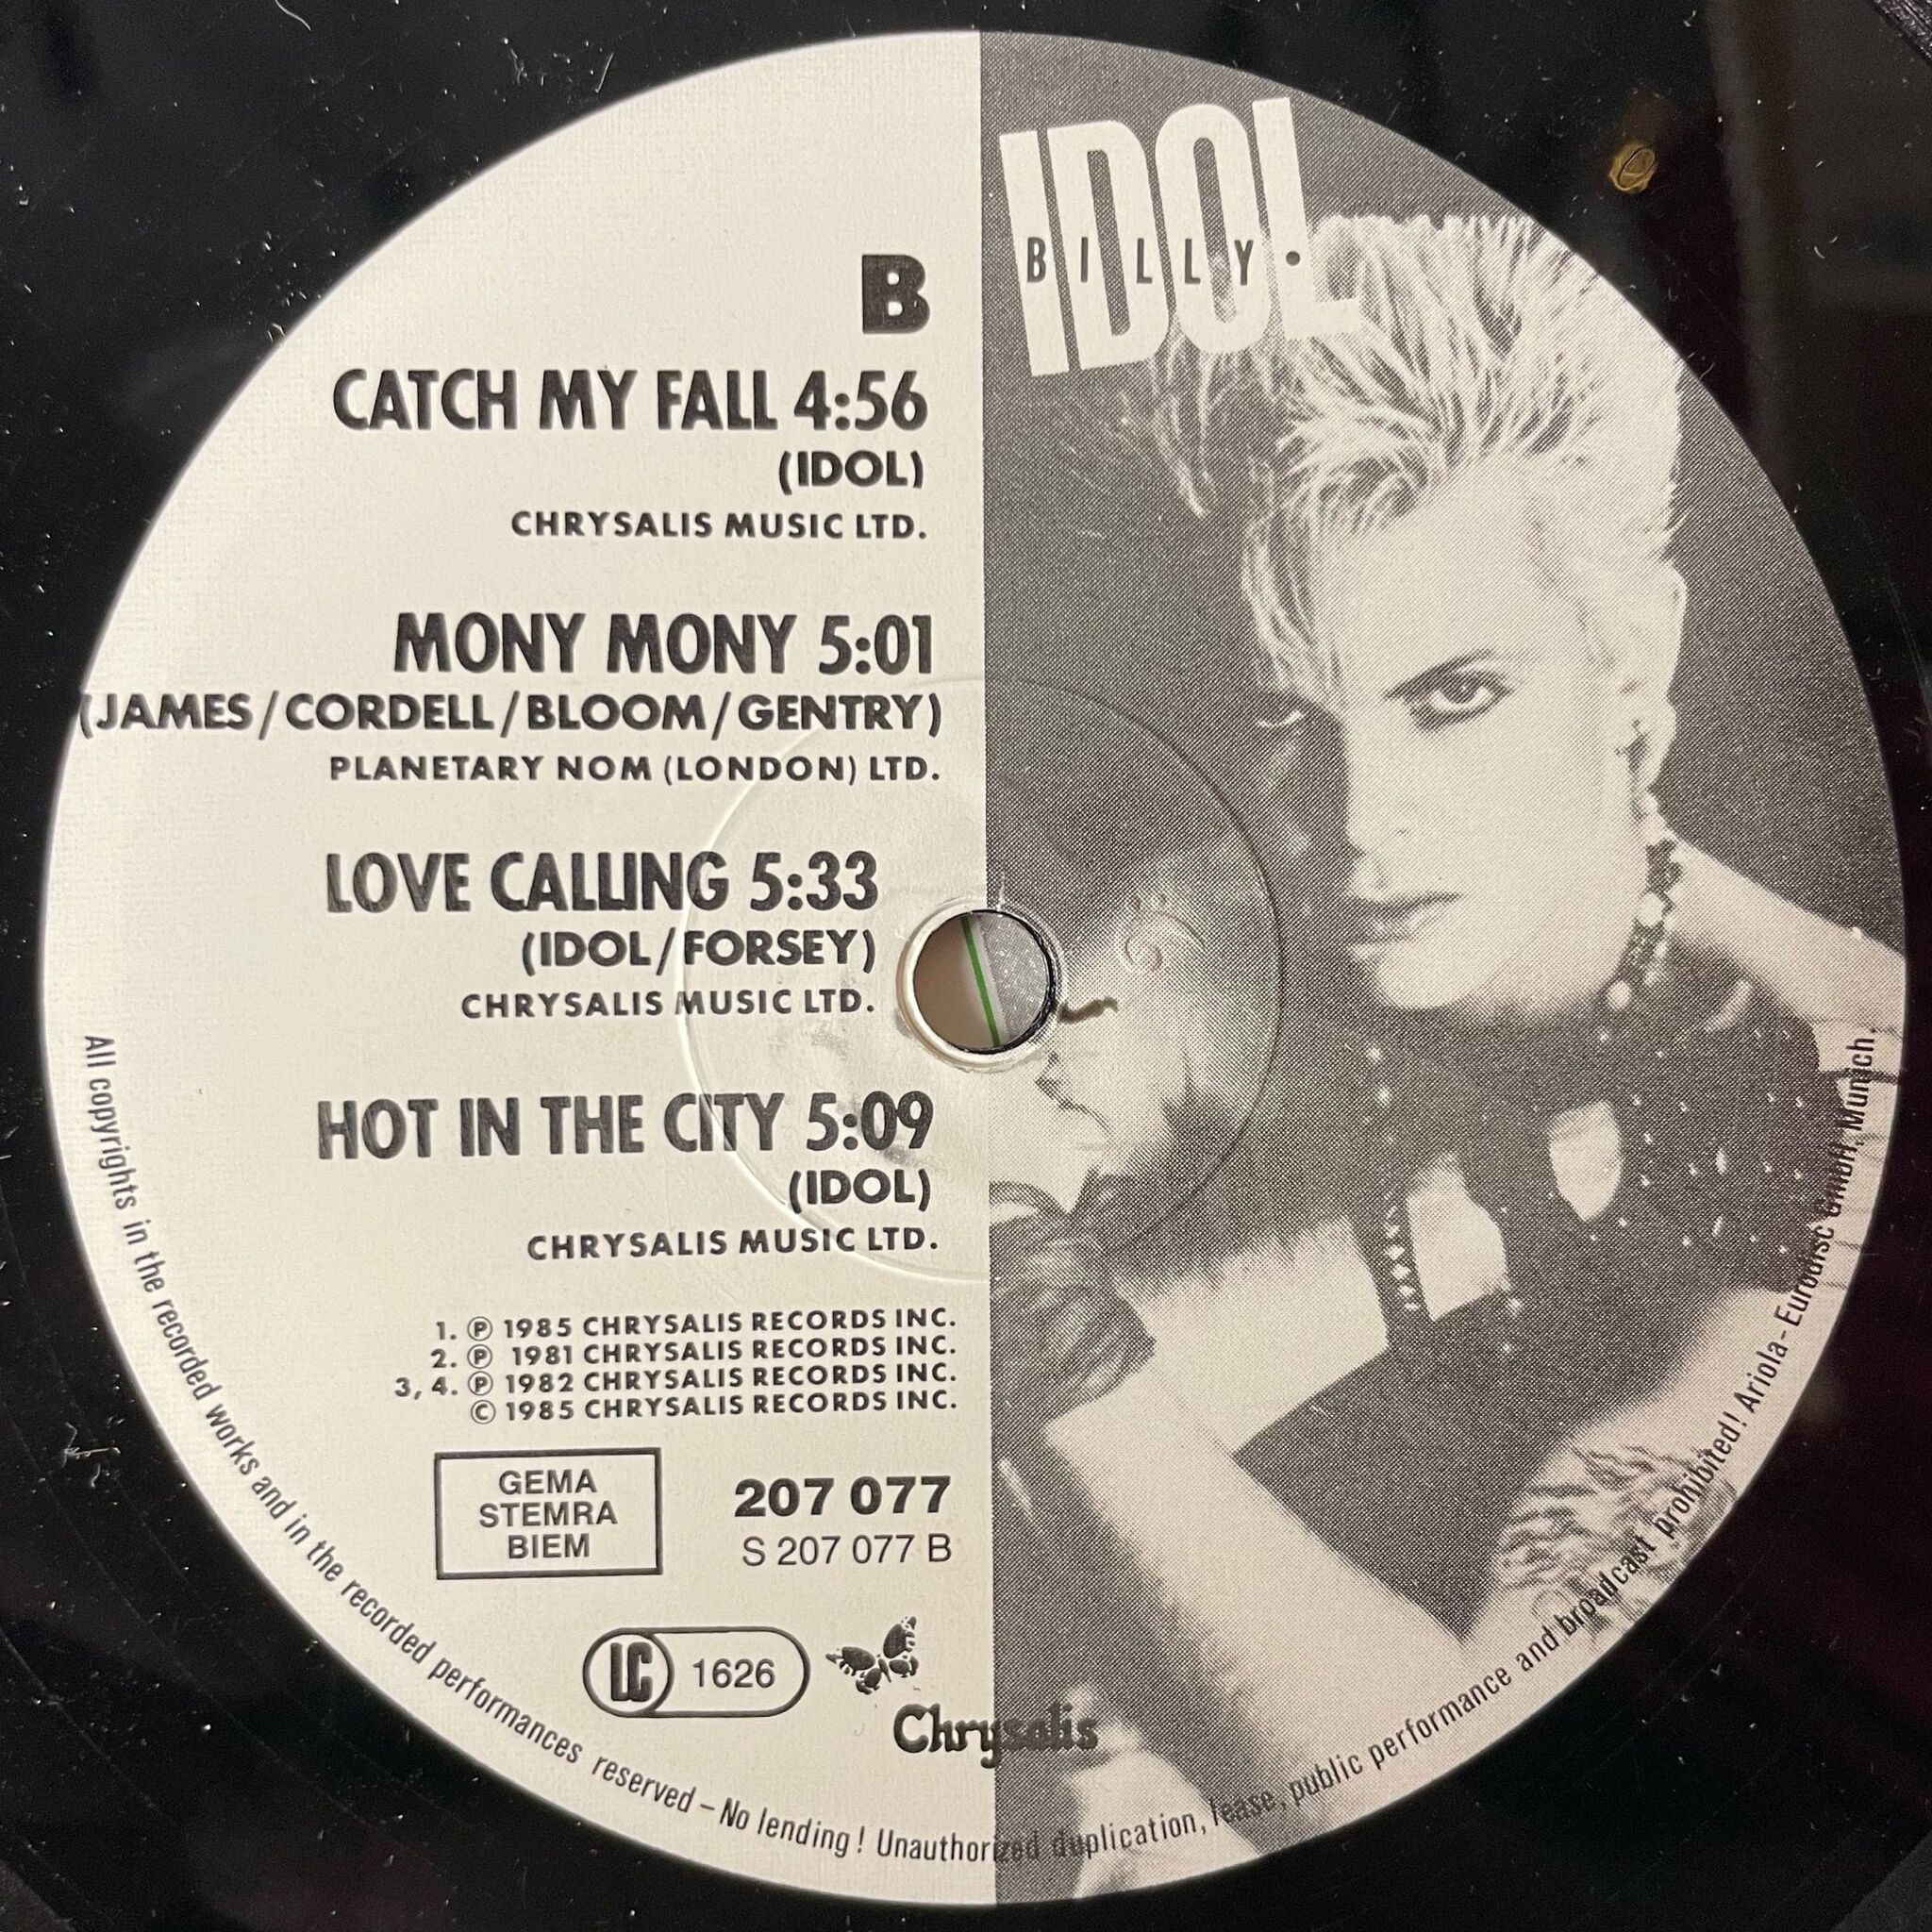 IDOL
BILLY •
B
CATCH MY FALL 4:56
(IDOL)
CHRYSALIS MUSIC LTD.
MONY MONY 5:01
(JAMES/CORDELL/BLOOM/GENTRY)
PLANETARY NOM (LONDON) LTD.
LOVE CALLING 5:33
(IDOL/FORSEY)
CHRYSALIS MUSIC LTD.
HOT IN THE CITY 5:09
(IDOL)
CHRYSALIS MUSIC LTD.
1. Ⓟ 1985 CHRYSALIS RECORDS INC.
2. Ⓟ 1981 CHRYSALIS RECORDS INC.
3, 4. Ⓟ 1982 CHRYSALIS RECORDS INC.
© 1985 CHRYSALIS RECORDS INC.
GEMA
STEMRA
BIEM
207 077
S 207 077 B
LC 1626
Chrysalis
All copyrights in the recorded works and in the recorded performances reserved – No lending! Unauthorized duplication, lease, public performance and broadcast prohibited! Ariola-Eurodisc GmbH, Munich.